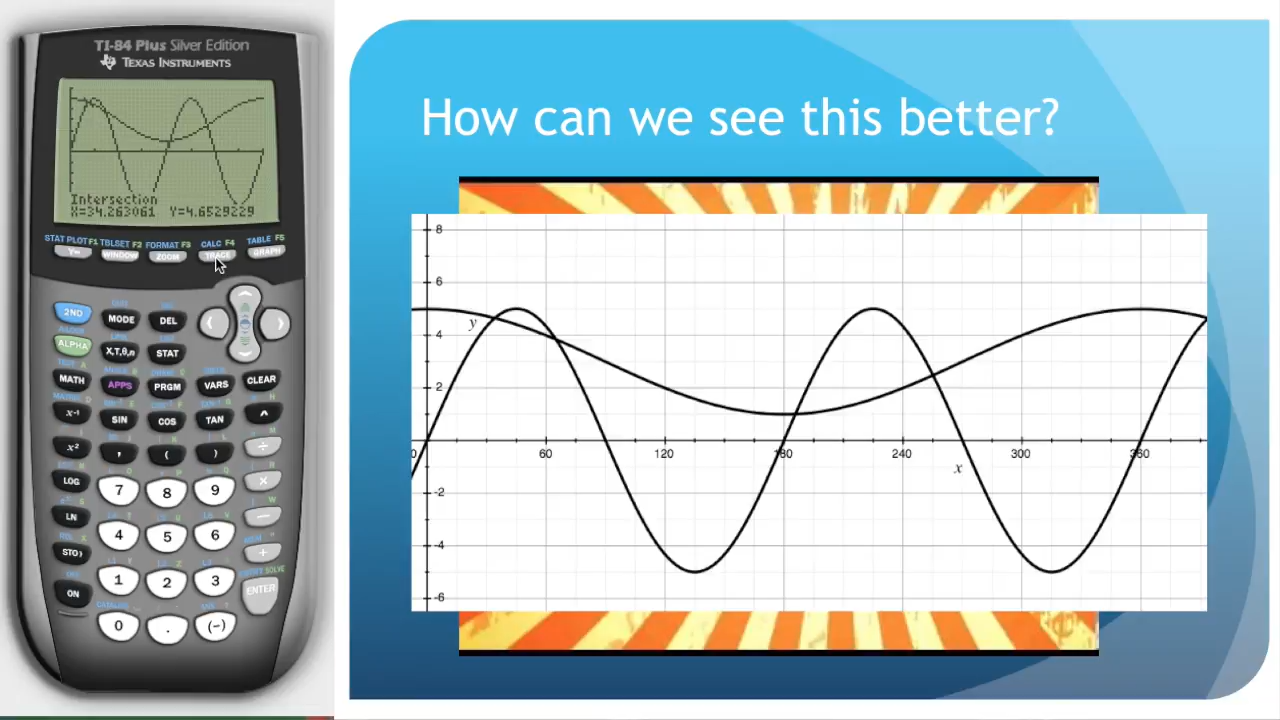 TI-84 Plus Silver Edition
TEXAS INSTRUMENTS
Intersection
X=34.263061 Y=4.6529229
STAT PLOT F1 TBLSET F2 FORMAT F3 CALC F4 TABLE F5
Y= WINDOW ZOOM TRACE GRAPH
2ND MODE DEL
ALPHA X,T,θ,n STAT
MATH APPS PRGM VARS CLEAR
x⁻¹ SIN COS TAN ^
x² , ( ) ÷
LOG 7 8 9 ×
LN 4 5 6 −
STO› 1 2 3 +
ON 0 . (−) ENTER
How can we see this better?
8
6
y
4
2
0 60 120 180 240 300 360
x
-2
-4
-6